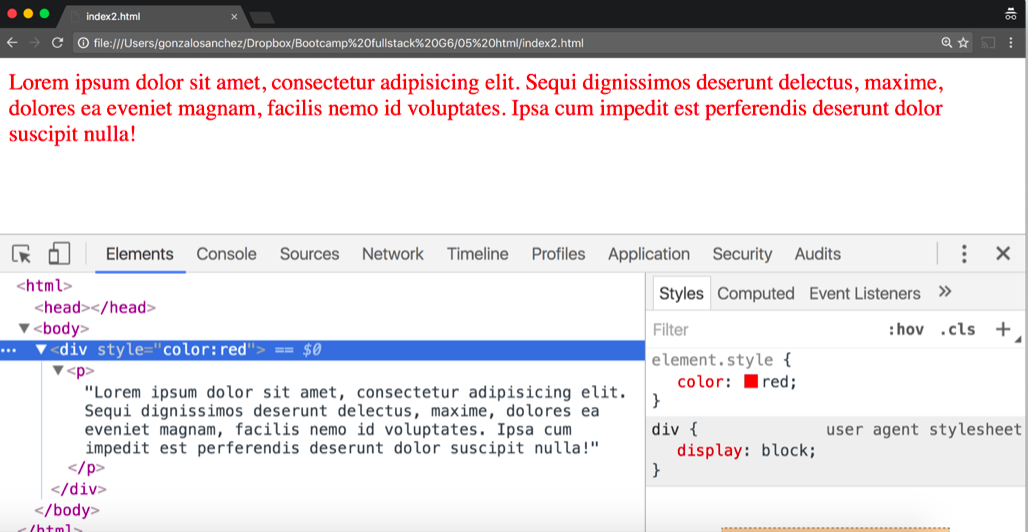 index2.html
file:///Users/gonzalosanchez/Dropbox/Bootcamp%20fullstack%20G6/05%20html/index2.html
Lorem ipsum dolor sit amet, consectetur adipisicing elit. Sequi dignissimos deserunt delectus, maxime,
dolores ea eveniet magnam, facilis nemo id voluptates. Ipsa cum impedit est perferendis deserunt dolor
suscipit nulla!
Elements Console Sources Network Timeline Profiles Application Security Audits
<html>
<head></head>
<body>
<div style="color:red"> == $0
<p>
"Lorem ipsum dolor sit amet, consectetur adipisicing elit.
Sequi dignissimos deserunt delectus, maxime, dolores ea
eveniet magnam, facilis nemo id voluptates. Ipsa cum
impedit est perferendis deserunt dolor suscipit nulla!"
</p>
</div>
</body>
</html>
Styles Computed Event Listeners »
Filter :hov .cls +
element.style {
color: red;
}
div { user agent stylesheet
display: block;
}